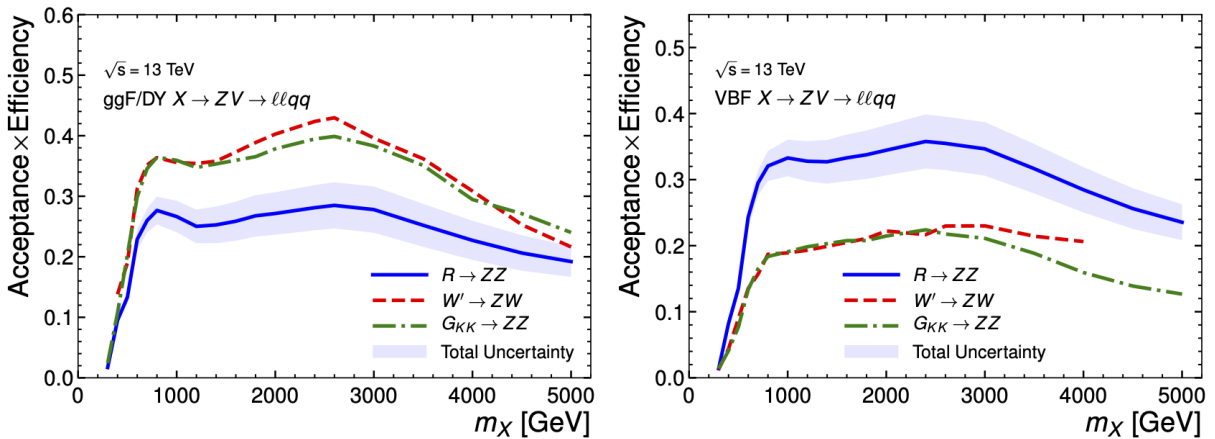 Acceptance×Efficiency
0.6
0.5
0.4
0.3
0.2
0.1
0.0
√s = 13 TeV
ggF/DY X → ZV → ℓℓqq
R → ZZ
W′ → ZW
G_KK → ZZ
Total Uncertainty
0 1000 2000 3000 4000 5000
m_X [GeV]
Acceptance×Efficiency
0.5
0.4
0.3
0.2
0.1
0.0
√s = 13 TeV
VBF X → ZV → ℓℓqq
R → ZZ
W′ → ZW
G_KK → ZZ
Total Uncertainty
0 1000 2000 3000 4000 5000
m_X [GeV]